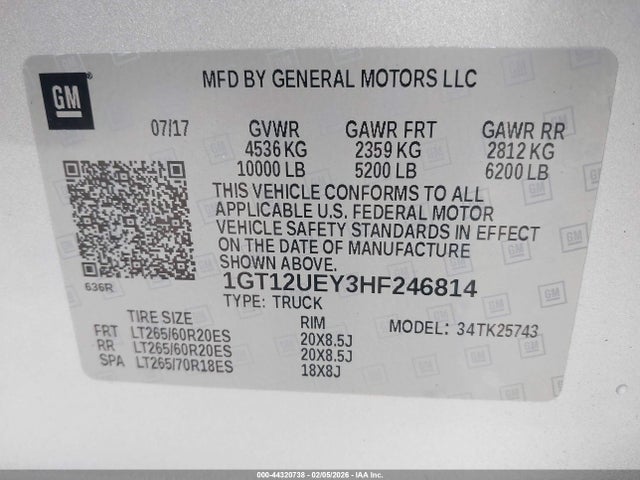 GM
MFD BY GENERAL MOTORS LLC
07/17 GVWR GAWR FRT GAWR RR
4536 KG 2359 KG 2812 KG
10000 LB 5200 LB 6200 LB
THIS VEHICLE CONFORMS TO ALL
APPLICABLE U.S. FEDERAL MOTOR
VEHICLE SAFETY STANDARDS IN EFFECT
ON THE DATE OF MANUFACTURE
SHOWN ABOVE.
636R
1GT12UEY3HF246814
TYPE: TRUCK
TIRE SIZE RIM MODEL: 34TK25743
FRT LT265/60R20ES 20X8.5J
RR LT265/60R20ES 20X8.5J
SPA LT265/70R18ES 18X8J
000-44320738 - 02/05/2026 - IAA Inc.